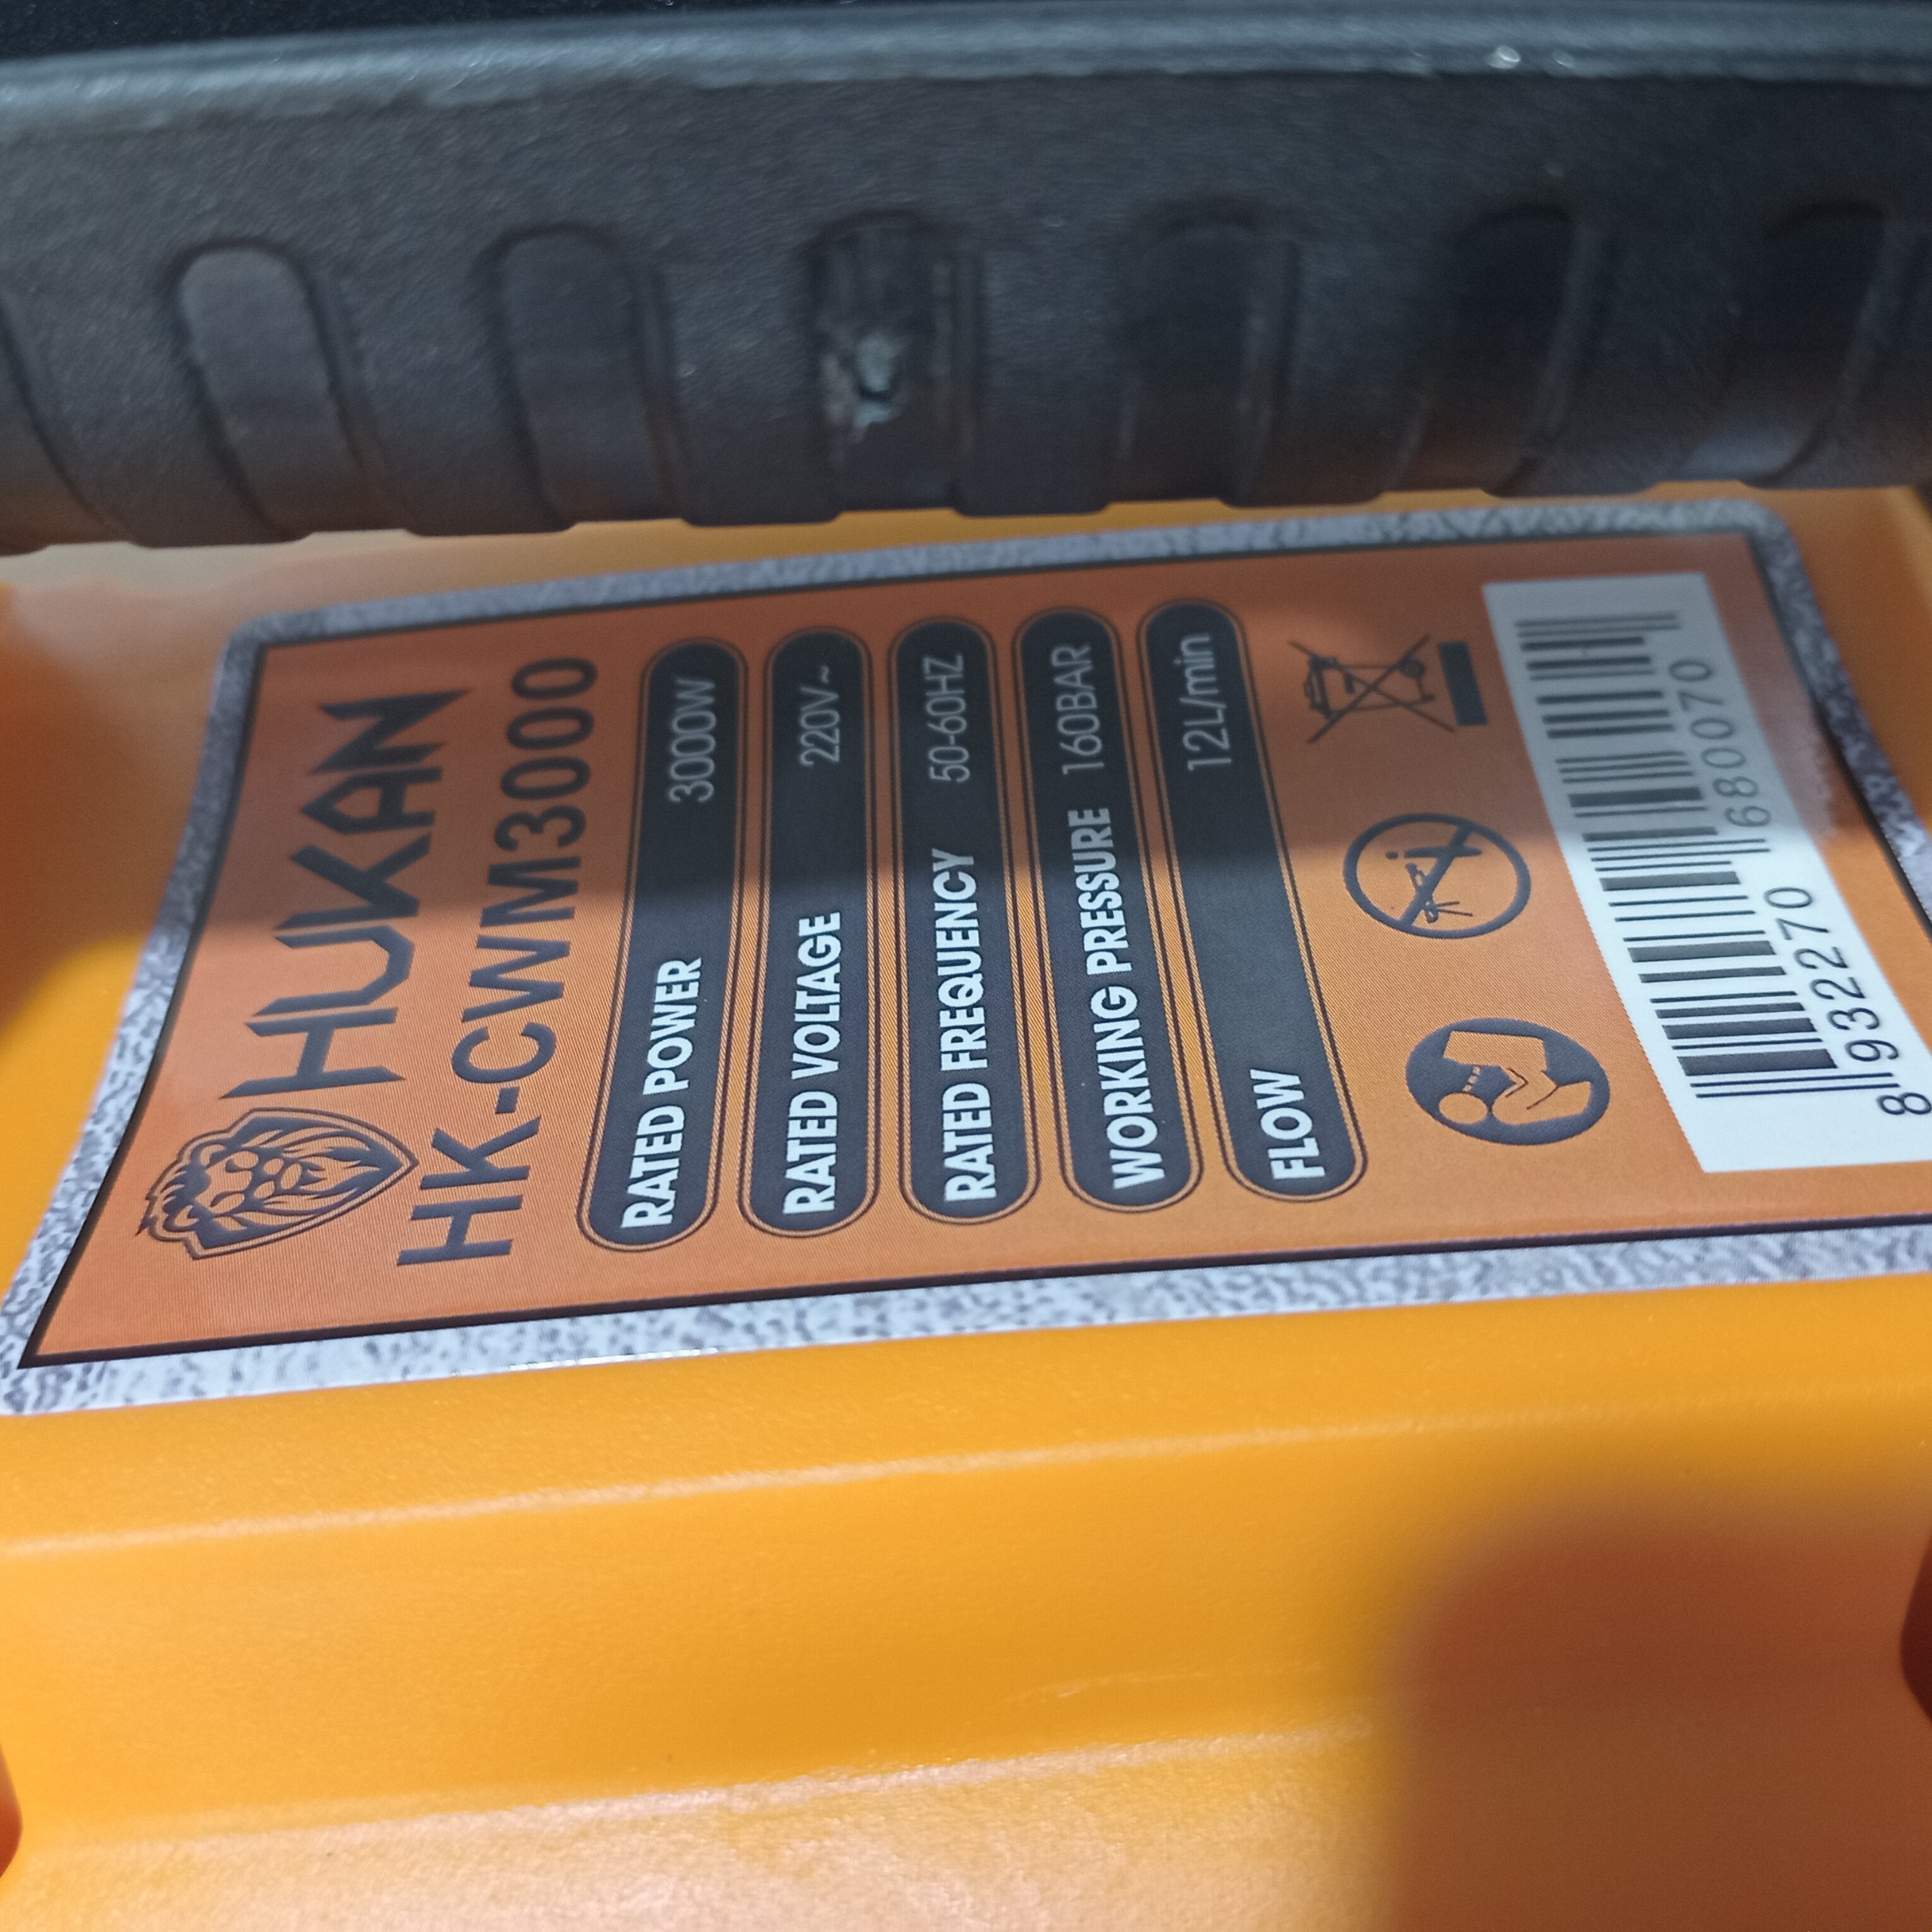 HUKAN
HK-CWM3000
RATED POWER 3000W
RATED VOLTAGE 220V~
RATED FREQUENCY 50-60HZ
WORKING PRESSURE 160BAR
FLOW 12L/min
8 932270 680070